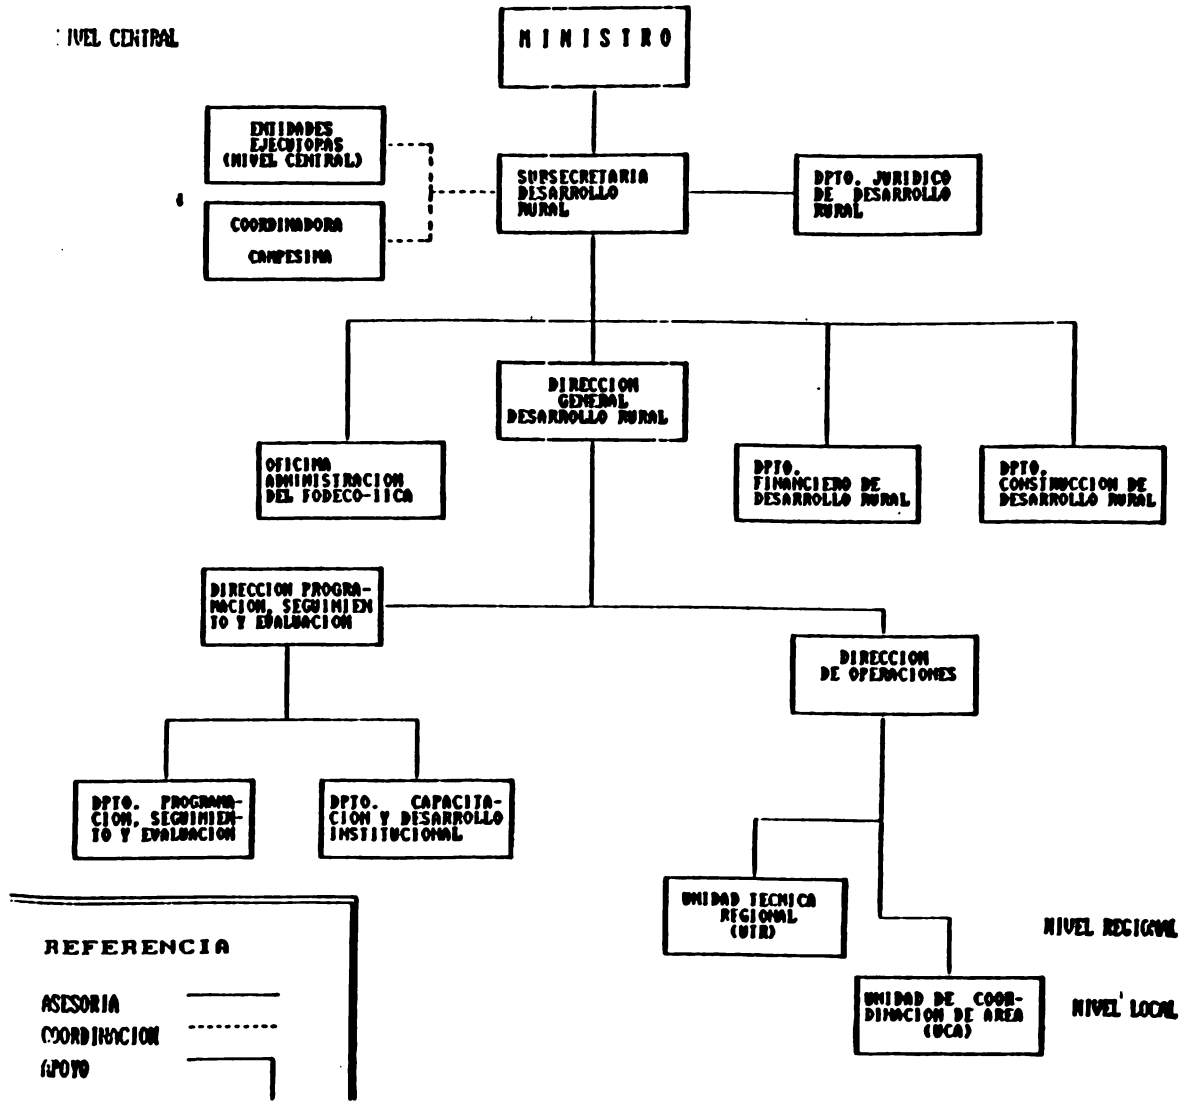 NIVEL CENTRAL
MINISTRO
ENTIDADES
EJECUTORAS
(NIVEL CENTRAL)
SUBSECRETARIA
DESARROLLO
RURAL
DPTO. JURIDICO
DE DESARROLLO
RURAL
COORDINADORA
CAMPESINA
DIRECCION
GENERAL
DESARROLLO RURAL
OFICINA
ADMINISTRACION
DEL FODECO-IICA
DPTO.
FINANCIERO DE
DESARROLLO RURAL
DPTO.
CONSTRUCCION DE
DESARROLLO RURAL
DIRECCION PROGRA-
MACION, SEGUIMIEN
TO Y EVALUACION
DIRECCION
DE OPERACIONES
DPTO. PROGRAMA-
CION, SEGUIMIEN-
TO Y EVALUACION
DPTO. CAPACITA-
CION Y DESARROLLO
INSTITUCIONAL
UNIDAD TECNICA
REGIONAL
(UTR)
NIVEL REGIONAL
UNIDAD DE COOR-
DINACION DE AREA
(UCA)
NIVEL LOCAL
REFERENCIA
ASESORIA
COORDINACION
APOYO